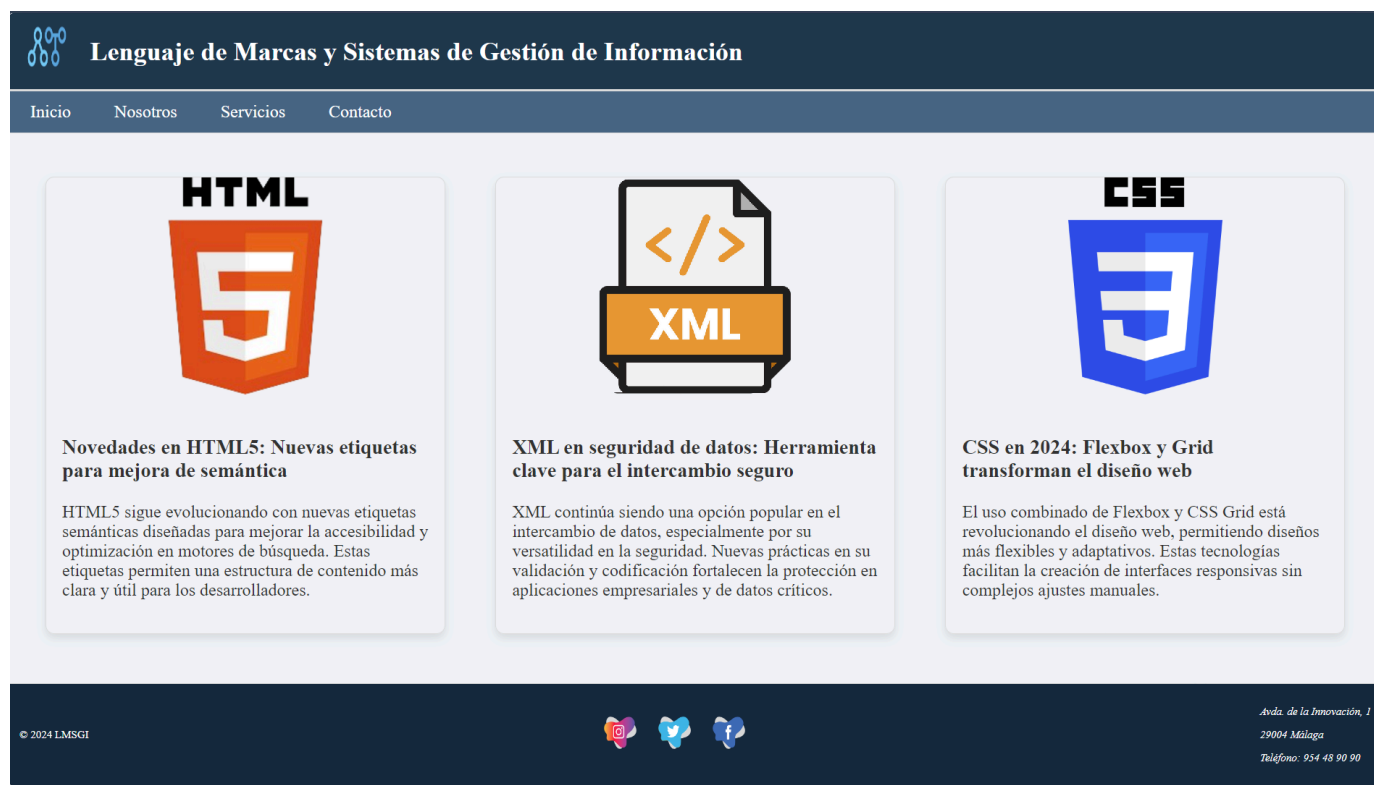 Lenguaje de Marcas y Sistemas de Gestión de Información
Inicio
Nosotros
Servicios
Contacto
HTML
5
Novedades en HTML5: Nuevas etiquetas
para mejora de semántica
HTML5 sigue evolucionando con nuevas etiquetas
semánticas diseñadas para mejorar la accesibilidad y
optimización en motores de búsqueda. Estas
etiquetas permiten una estructura de contenido más
clara y útil para los desarrolladores.
</>
XML
XML en seguridad de datos: Herramienta
clave para el intercambio seguro
XML continúa siendo una opción popular en el
intercambio de datos, especialmente por su
versatilidad en la seguridad. Nuevas prácticas en su
validación y codificación fortalecen la protección en
aplicaciones empresariales y de datos críticos.
CSS
3
CSS en 2024: Flexbox y Grid
transforman el diseño web
El uso combinado de Flexbox y CSS Grid está
revolucionando el diseño web, permitiendo diseños
más flexibles y adaptativos. Estas tecnologías
facilitan la creación de interfaces responsivas sin
complejos ajustes manuales.
© 2024 LMSGI
f
Avda. de la Innovación, 1
29004 Málaga
Teléfono: 954 48 90 90